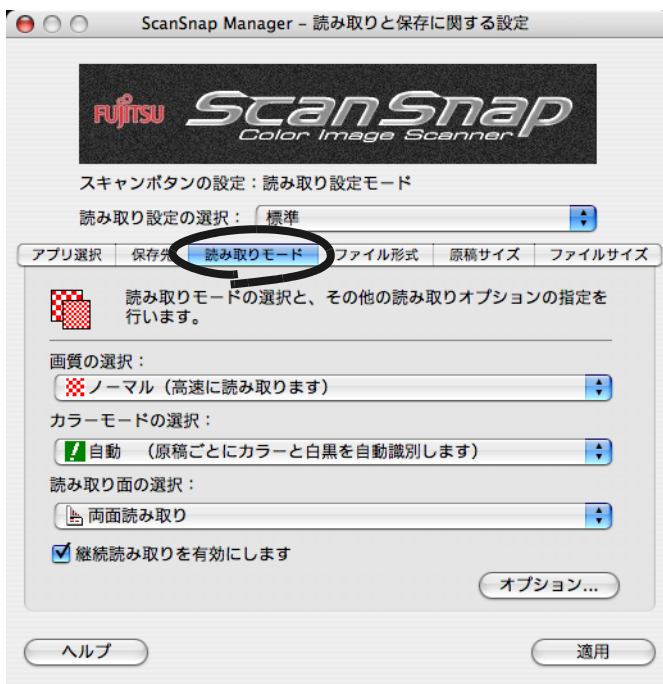 ScanSnap Manager – 読み取りと保存に関する設定
FUJITSU ScanSnap
Color Image Scanner
スキャンボタンの設定：読み取り設定モード
読み取り設定の選択： 標準
アプリ選択 保存先 読み取りモード ファイル形式 原稿サイズ ファイルサイズ
読み取りモードの選択と、その他の読み取りオプションの指定を
行います。
画質の選択：
ノーマル（高速に読み取ります）
カラーモードの選択：
自動 （原稿ごとにカラーと白黒を自動識別します）
読み取り面の選択：
両面読み取り
継続読み取りを有効にします
オプション...
ヘルプ 適用